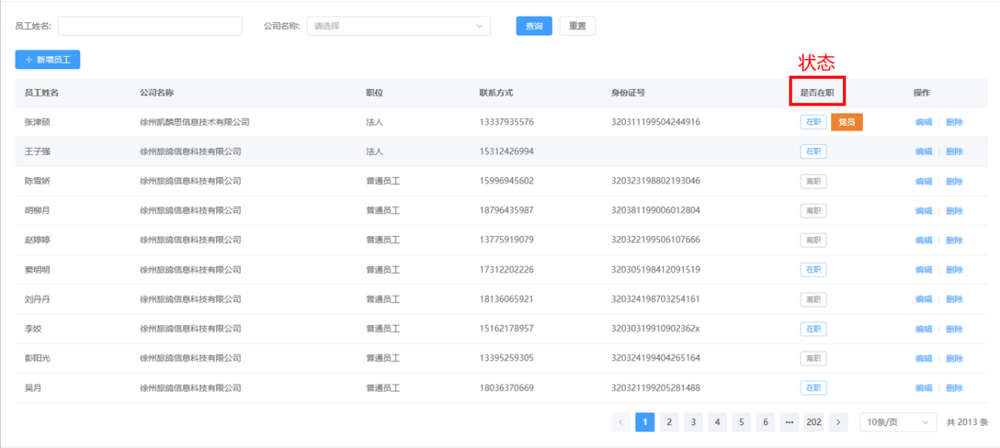 员工姓名: 公司名称: 请选择 查询 重置
+ 新增员工
状态
员工姓名 公司名称 职位 联系方式 身份证号 是否在职 操作
张津硕 徐州凯麟思信息技术有限公司 法人 13337935576 320311199504244916 在职 党员 编辑 删除
王子强 徐州旅鸽信息科技有限公司 法人 15312426994 在职 编辑 删除
陈雪娇 徐州旅鸽信息科技有限公司 普通员工 15996945602 320323198802193046 离职 编辑 删除
胡柳月 徐州旅鸽信息科技有限公司 普通员工 18796435987 320381199006012804 离职 编辑 删除
赵婷婷 徐州旅鸽信息科技有限公司 普通员工 13775919079 320322199506107666 离职 编辑 删除
窦明明 徐州旅鸽信息科技有限公司 普通员工 17312202226 320305198412091519 在职 编辑 删除
刘丹丹 徐州旅鸽信息科技有限公司 普通员工 18136065921 320324198703254161 离职 编辑 删除
李姣 徐州旅鸽信息科技有限公司 普通员工 15162178957 32030319910902362x 在职 编辑 删除
彭阳光 徐州旅鸽信息科技有限公司 普通员工 13395259305 320324199404265164 离职 编辑 删除
吴月 徐州旅鸽信息科技有限公司 普通员工 18036370669 320321199205281488 在职 编辑 删除
< 1 2 3 4 5 6 ••• 202 > 10条/页 共 2013 条